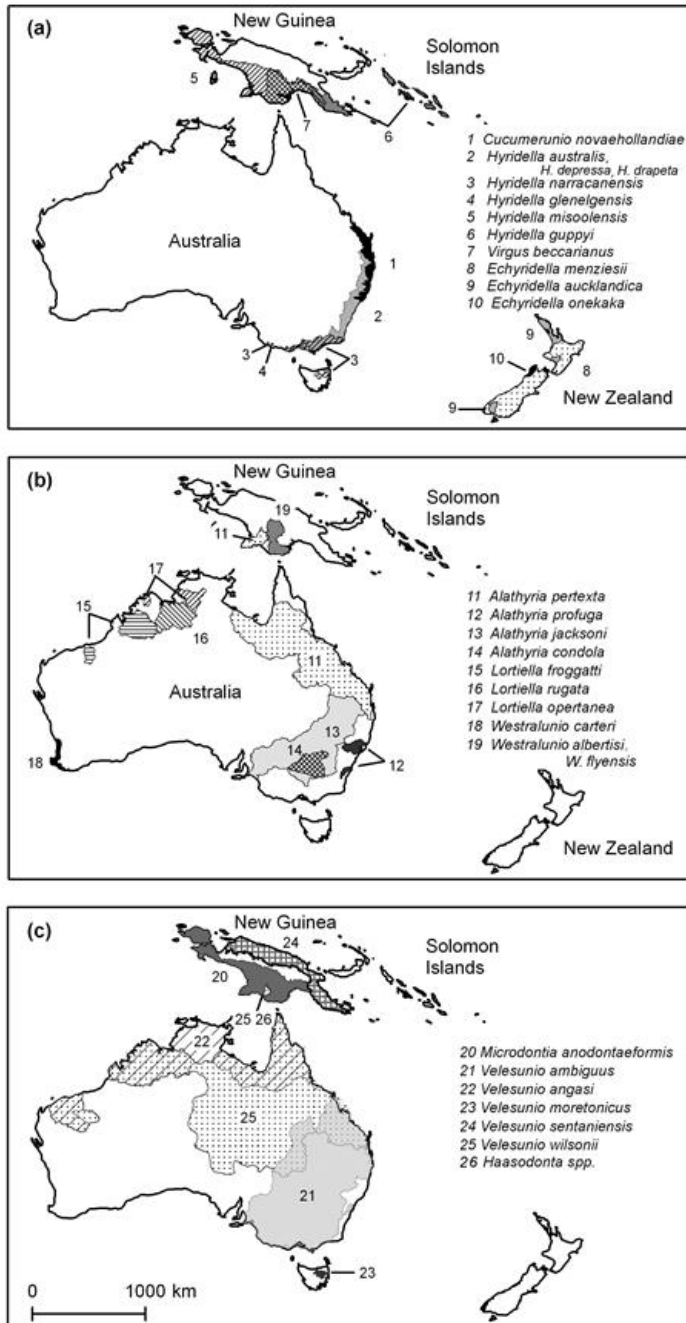 (a)
New Guinea
Solomon
Islands
5
7
6
1 Cucumerunio novaehollandiae
2 Hyridella australis,
H. depressa, H. drapeta
3 Hyridella narracanensis
4 Hyridella glenelgensis
5 Hyridella misoolensis
6 Hyridella guppyi
7 Virgus beccarianus
8 Echyridella menziesii
9 Echyridella aucklandica
10 Echyridella onekaka
Australia
1
2
3
4
3
9
10
8
9
New Zealand
(b)
New Guinea
Solomon
Islands
19
11
17
15
16
11
Australia
13
14
12
18
11 Alathyria pertexta
12 Alathyria profuga
13 Alathyria jacksoni
14 Alathyria condola
15 Lortiella froggatti
16 Lortiella rugata
17 Lortiella opertanea
18 Westralunio carteri
19 Westralunio albertisi,
W. flyensis
New Zealand
(c)
New Guinea
24
Solomon
Islands
20
25 26
22
25
21
23
20 Microdontia anodontaeformis
21 Velesunio ambiguus
22 Velesunio angasi
23 Velesunio moretonicus
24 Velesunio sentaniensis
25 Velesunio wilsonii
26 Haasodonta spp.
0 1000 km